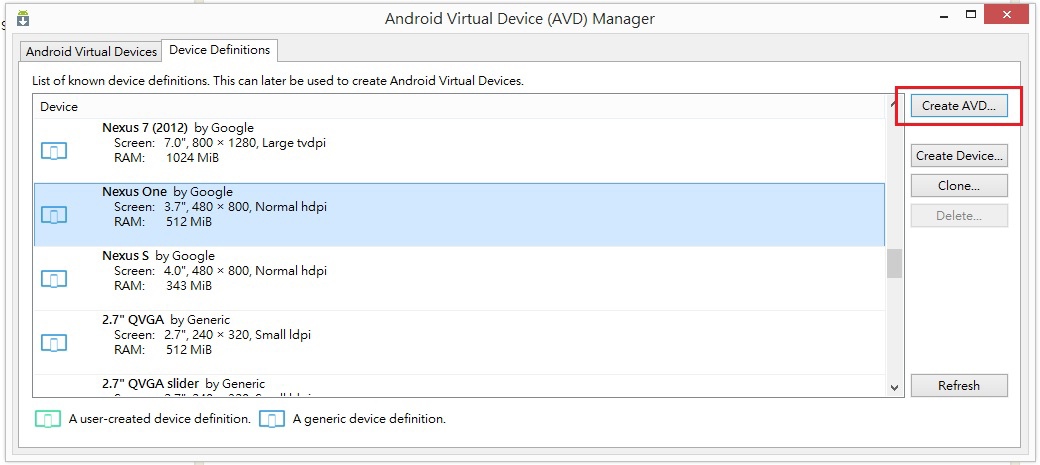 Android Virtual Device (AVD) Manager
Android Virtual Devices
Device Definitions
List of known device definitions. This can later be used to create Android Virtual Devices.
Device
Create AVD...
Nexus 7 (2012) by Google
Screen: 7.0", 800 × 1280, Large tvdpi
RAM: 1024 MiB
Create Device...
Nexus One by Google
Screen: 3.7", 480 × 800, Normal hdpi
RAM: 512 MiB
Clone...
Delete...
Nexus S by Google
Screen: 4.0", 480 × 800, Normal hdpi
RAM: 343 MiB
2.7" QVGA by Generic
Screen: 2.7", 240 × 320, Small ldpi
RAM: 512 MiB
2.7" QVGA slider by Generic
Refresh
A user-created device definition.
A generic device definition.